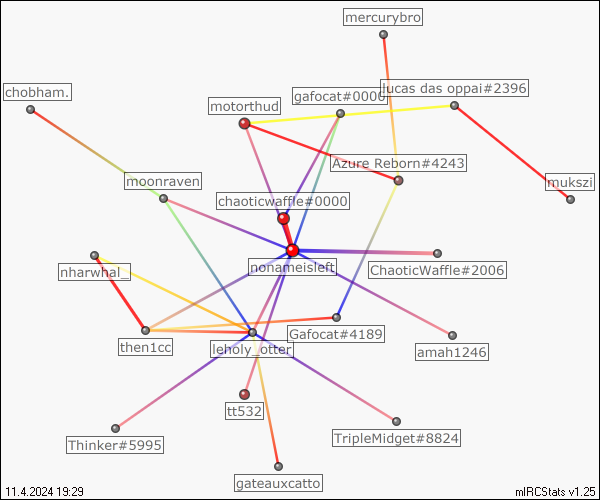 mercurybro
chobham.
gafocat#0000
lucas das oppai#2396
motorthud
Azure Reborn#4243
moonraven
mukszi
chaoticwaffle#0000
nonameisleft
nharwhal_
ChaoticWaffle#2006
Gafocat#4189
then1cc
leholy_otter
amah1246
tt532
Thinker#5995
TripleMidget#8824
gateauxcatto
11.4.2024 19:29
mIRCStats v1.25